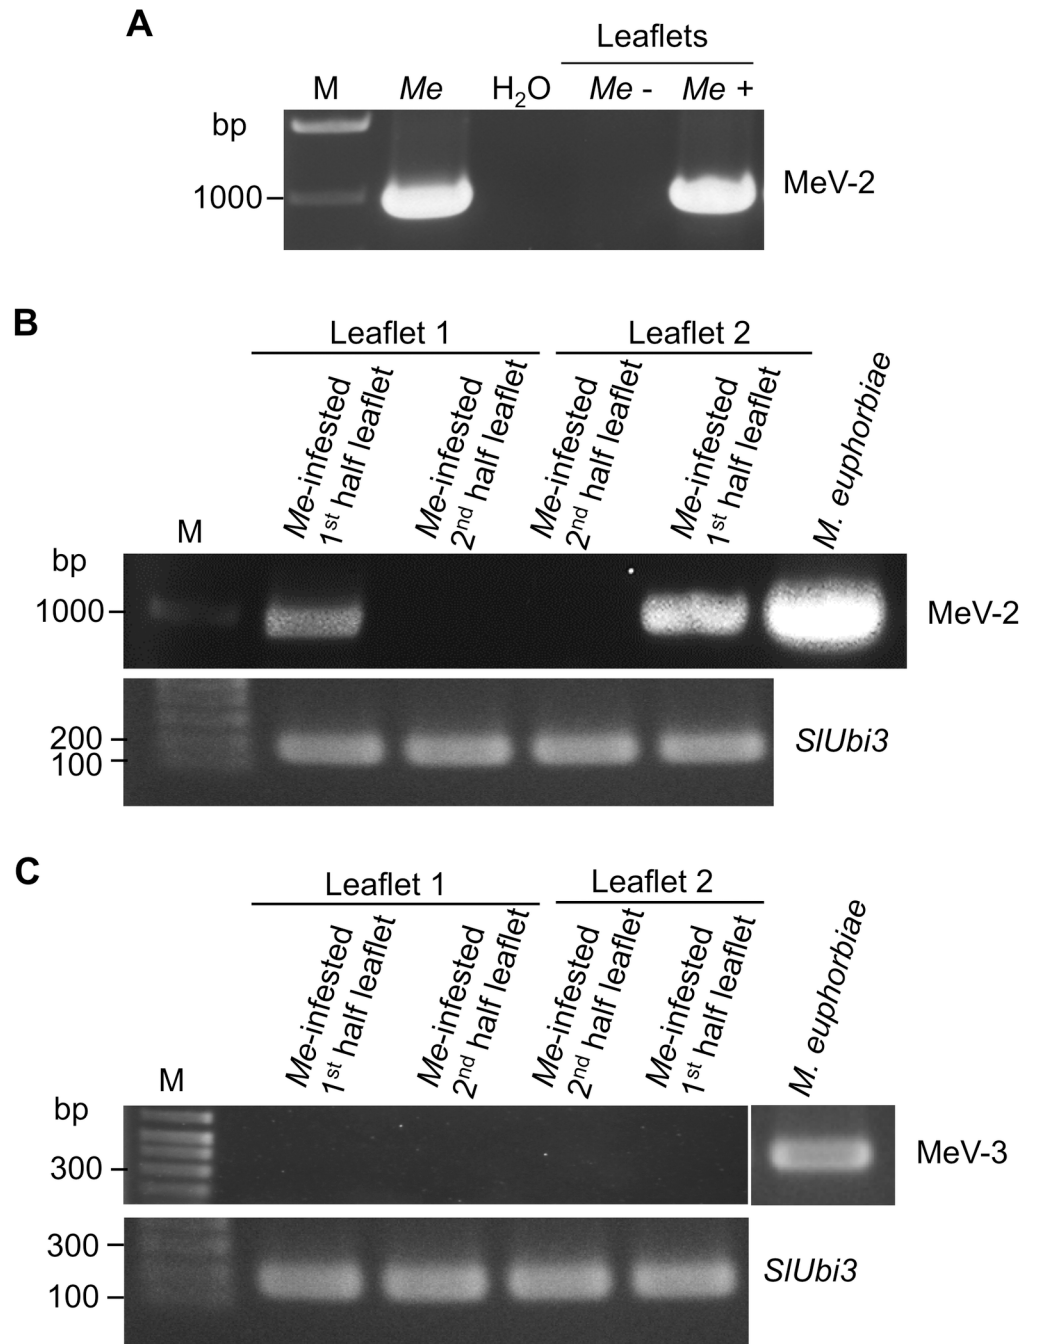 A
Leaflets
M Me H₂O Me - Me +
bp
1000
MeV-2
B
Leaflet 1 Leaflet 2
Me-infested
1st half leaflet
Me-infested
2nd half leaflet
Me-infested
2nd half leaflet
Me-infested
1st half leaflet
M. euphorbiae
M
bp
1000
MeV-2
200
100
SlUbi3
C
Leaflet 1 Leaflet 2
Me-infested
1st half leaflet
Me-infested
2nd half leaflet
Me-infested
2nd half leaflet
Me-infested
1st half leaflet
M. euphorbiae
M
bp
300
MeV-3
300
100
SlUbi3